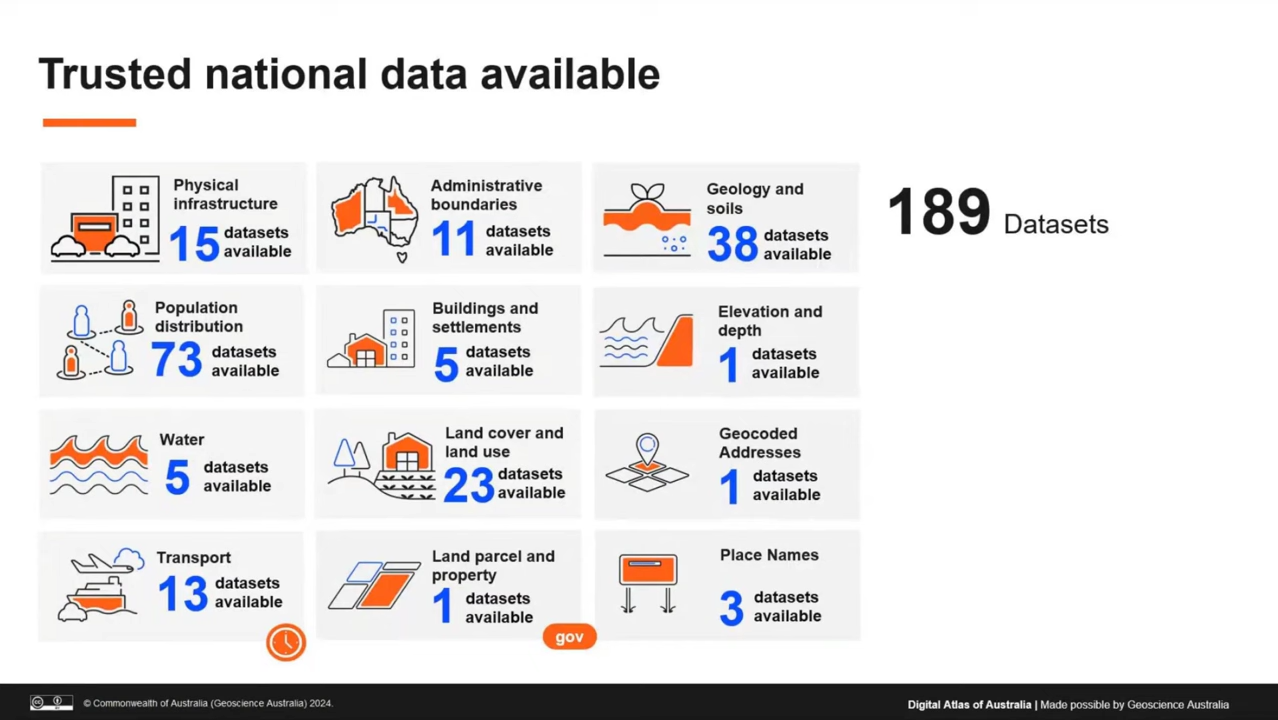 Trusted national data available
Physical
infrastructure
15 datasets
available
Administrative
boundaries
11 datasets
available
Geology and
soils
38 datasets
available
189 Datasets
Population
distribution
73 datasets
available
Buildings and
settlements
5 datasets
available
Elevation and
depth
1 datasets
available
Water
5 datasets
available
Land cover and
land use
23 datasets
available
Geocoded
Addresses
1 datasets
available
Transport
13 datasets
available
Land parcel and
property
1 datasets
available
gov
Place Names
3 datasets
available
© Commonwealth of Australia (Geoscience Australia) 2024.
Digital Atlas of Australia | Made possible by Geoscience Australia